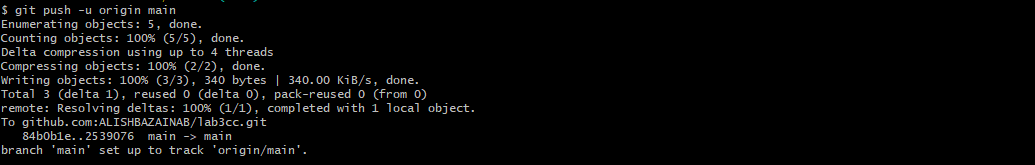 $ git push -u origin main
Enumerating objects: 5, done.
Counting objects: 100% (5/5), done.
Delta compression using up to 4 threads
Compressing objects: 100% (2/2), done.
Writing objects: 100% (3/3), 340 bytes | 340.00 KiB/s, done.
Total 3 (delta 1), reused 0 (delta 0), pack-reused 0 (from 0)
remote: Resolving deltas: 100% (1/1), completed with 1 local object.
To github.com:ALISHBAZAINAB/lab3cc.git
   84b0b1e..2539076  main -> main
branch 'main' set up to track 'origin/main'.